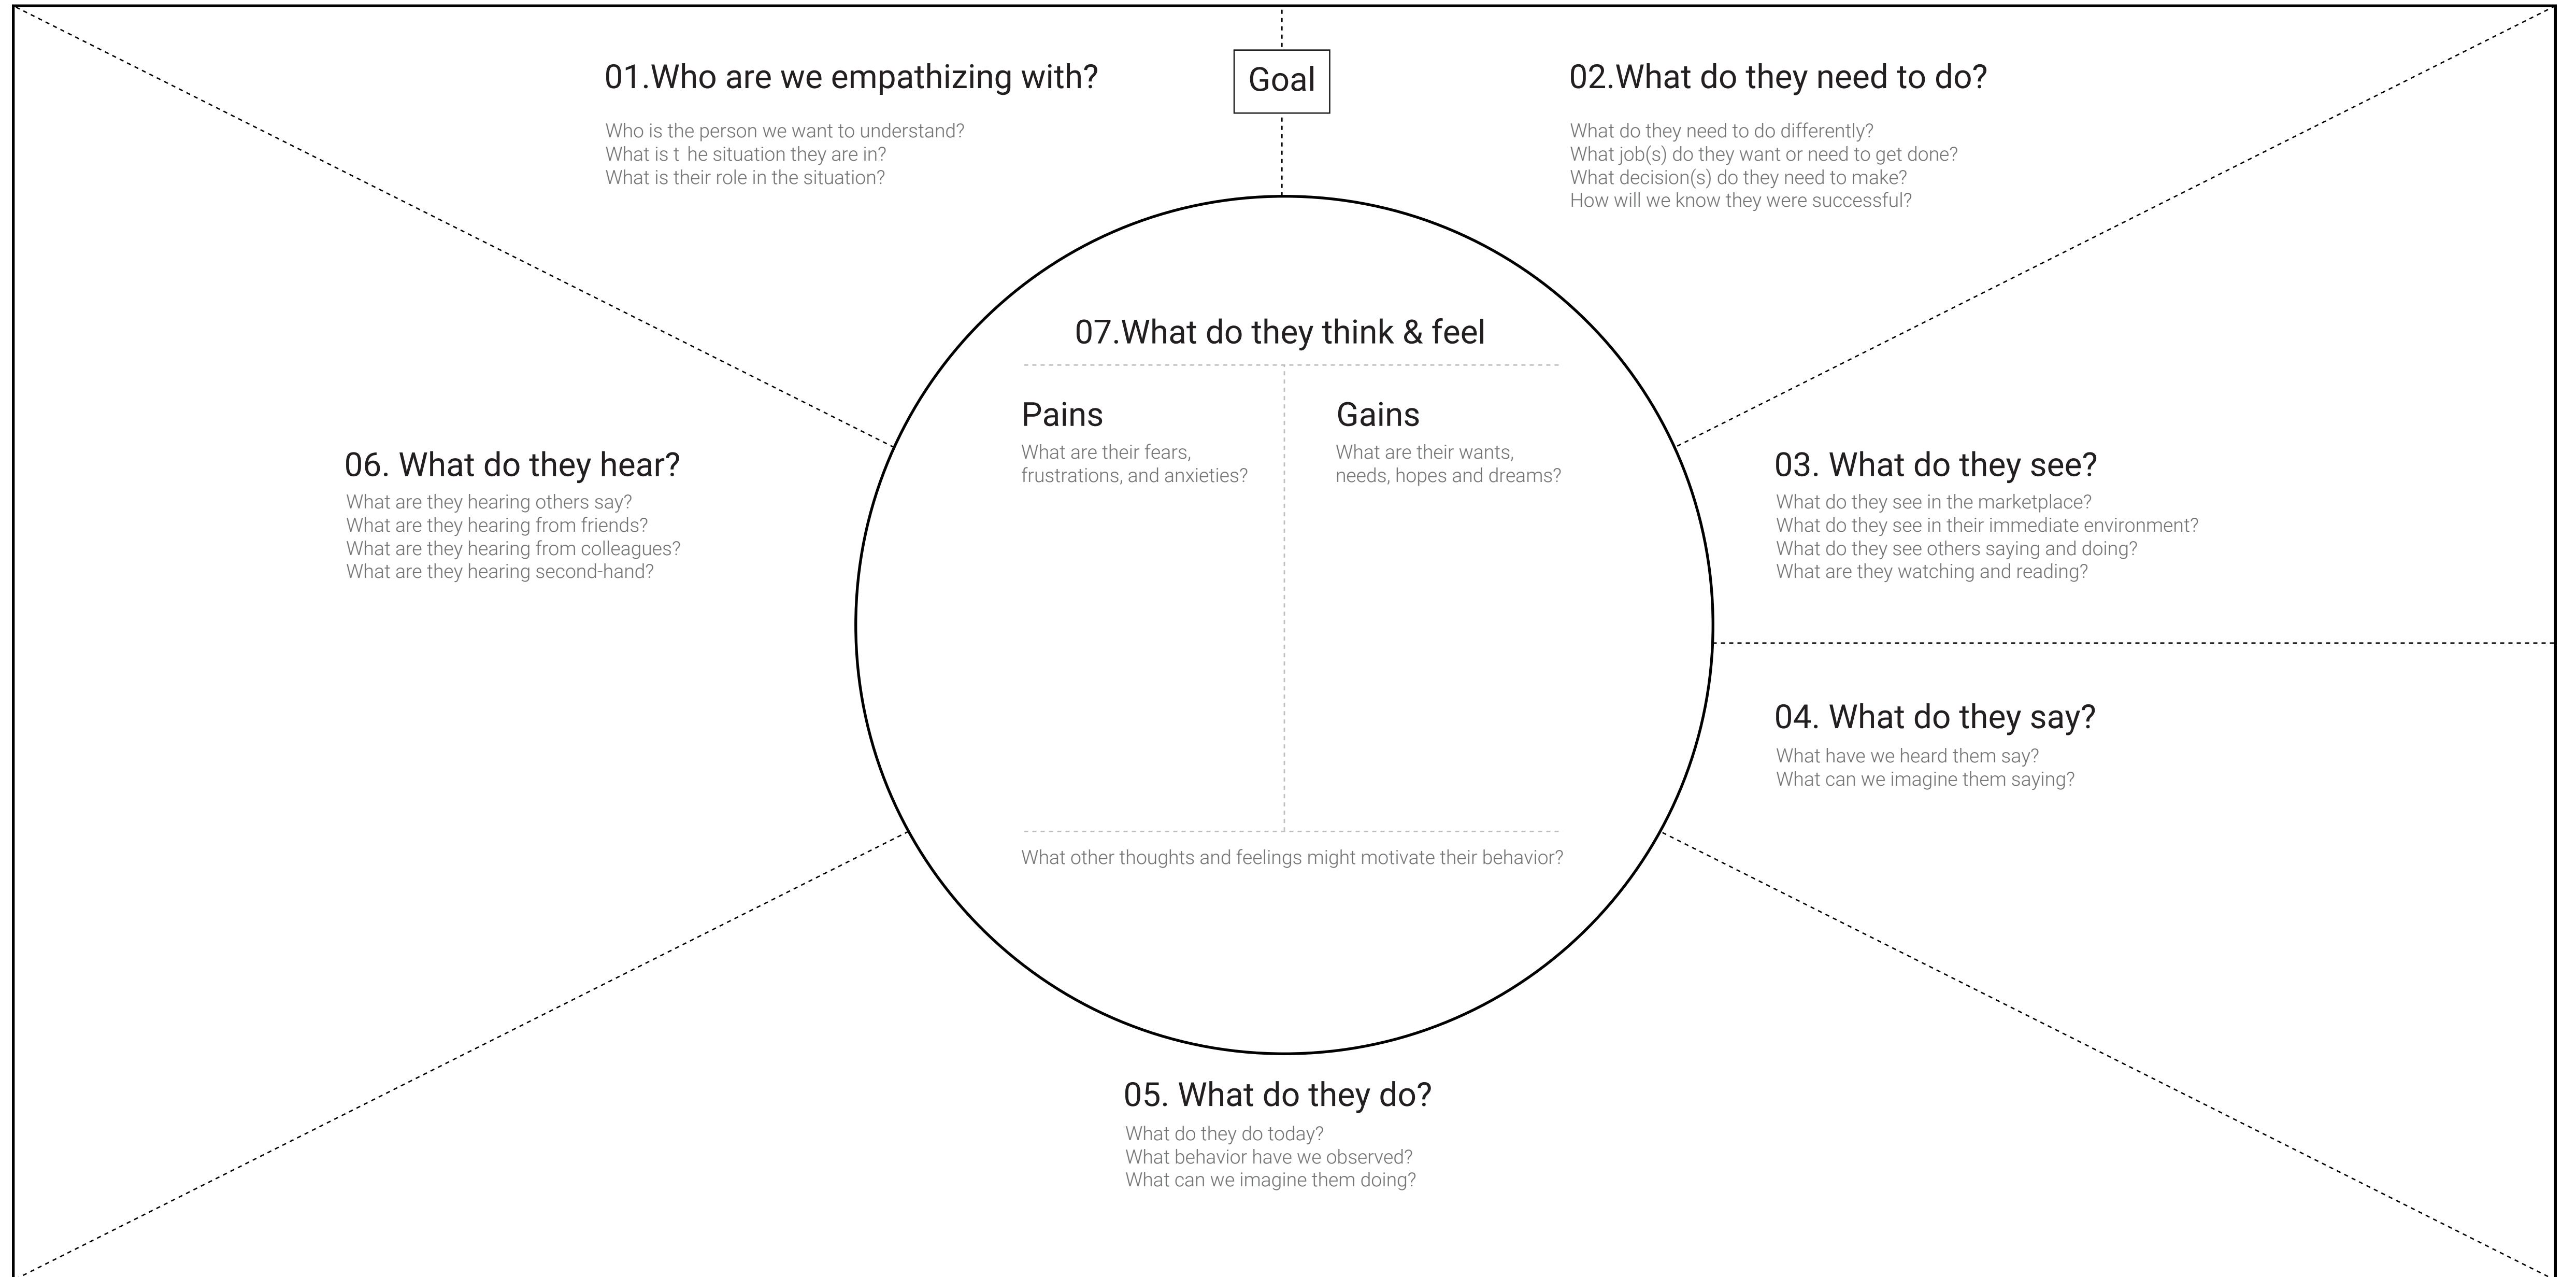 01.Who are we empathizing with?
Who is the person we want to understand?
What is t he situation they are in?
What is their role in the situation?
Goal
02.What do they need to do?
What do they need to do differently?
What job(s) do they want or need to get done?
What decision(s) do they need to make?
How will we know they were successful?
03. What do they see?
What do they see in the marketplace?
What do they see in their immediate environment?
What do they see others saying and doing?
What are they watching and reading?
04. What do they say?
What have we heard them say?
What can we imagine them saying?
05. What do they do?
What do they do today?
What behavior have we observed?
What can we imagine them doing?
06. What do they hear?
What are they hearing others say?
What are they hearing from friends?
What are they hearing from colleagues?
What are they hearing second-hand?
07.What do they think & feel
Pains
What are their fears,
frustrations, and anxieties?
Gains
What are their wants,
needs, hopes and dreams?
What other thoughts and feelings might motivate their behavior?